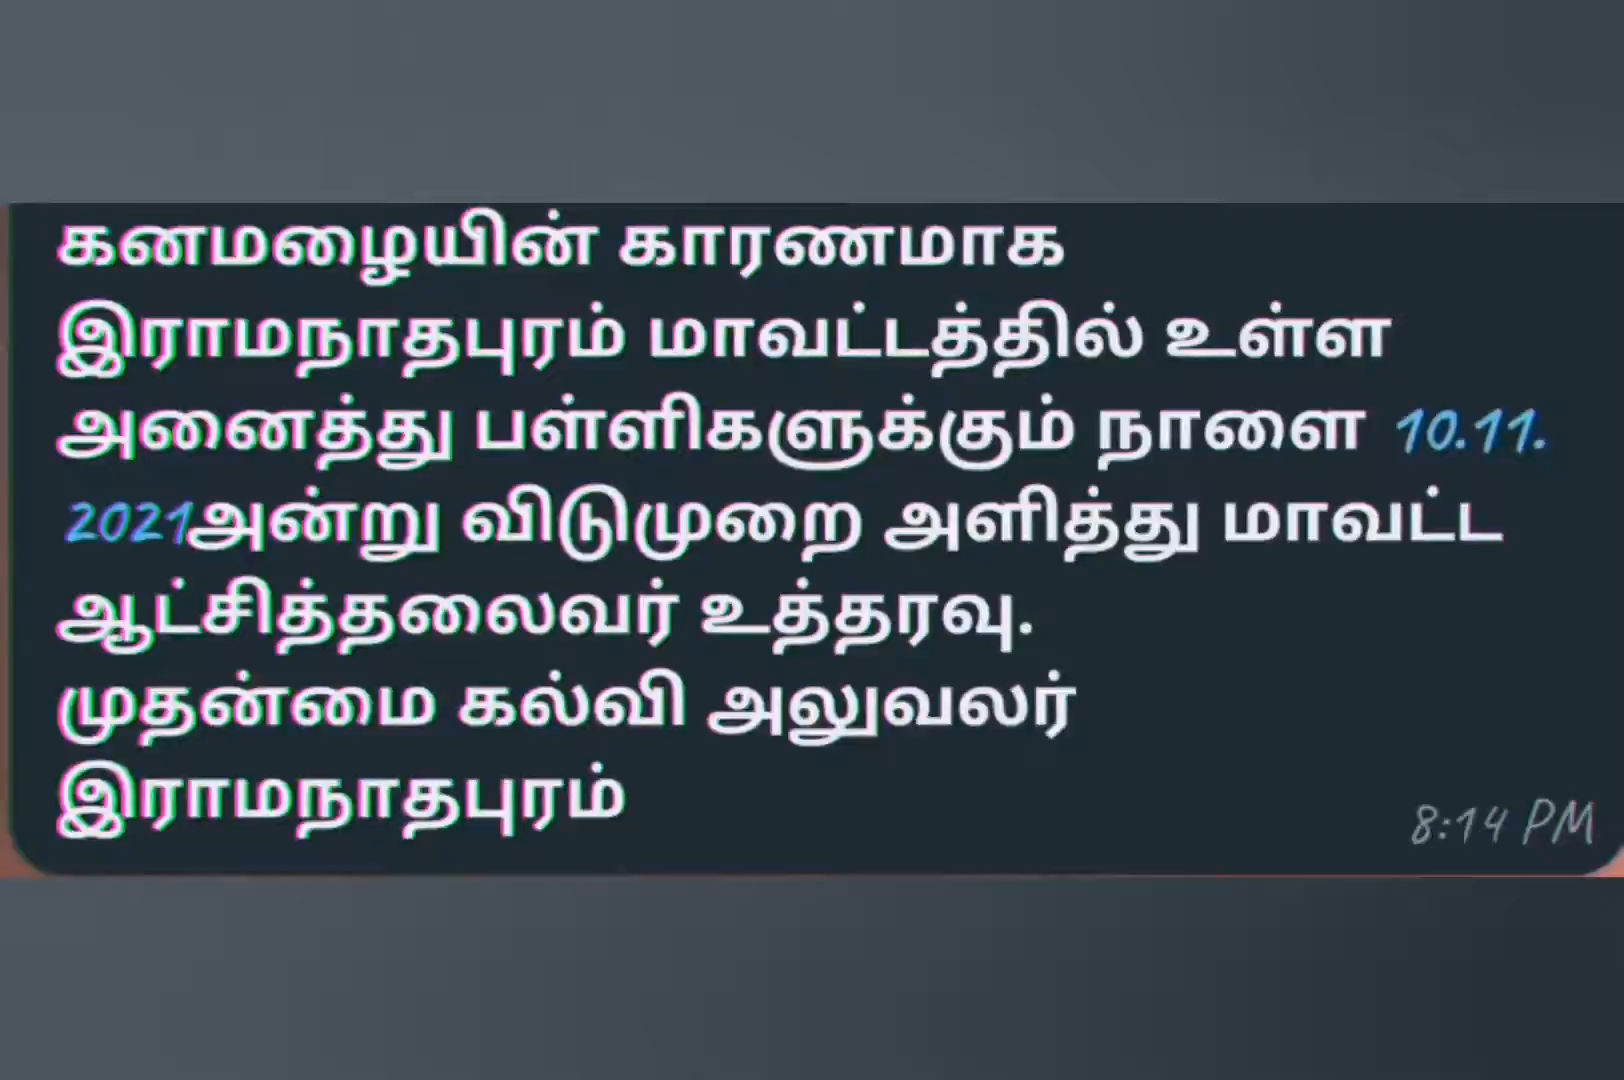 கனமழையின் காரணமாக
இராமநாதபுரம் மாவட்டத்தில் உள்ள
அனைத்து பள்ளிகளுக்கும் நாளை 10.11.
2021அன்று விடுமுறை அளித்து மாவட்ட
ஆட்சித்தலைவர் உத்தரவு.
முதன்மை கல்வி அலுவலர்
இராமநாதபுரம்
8:14 PM